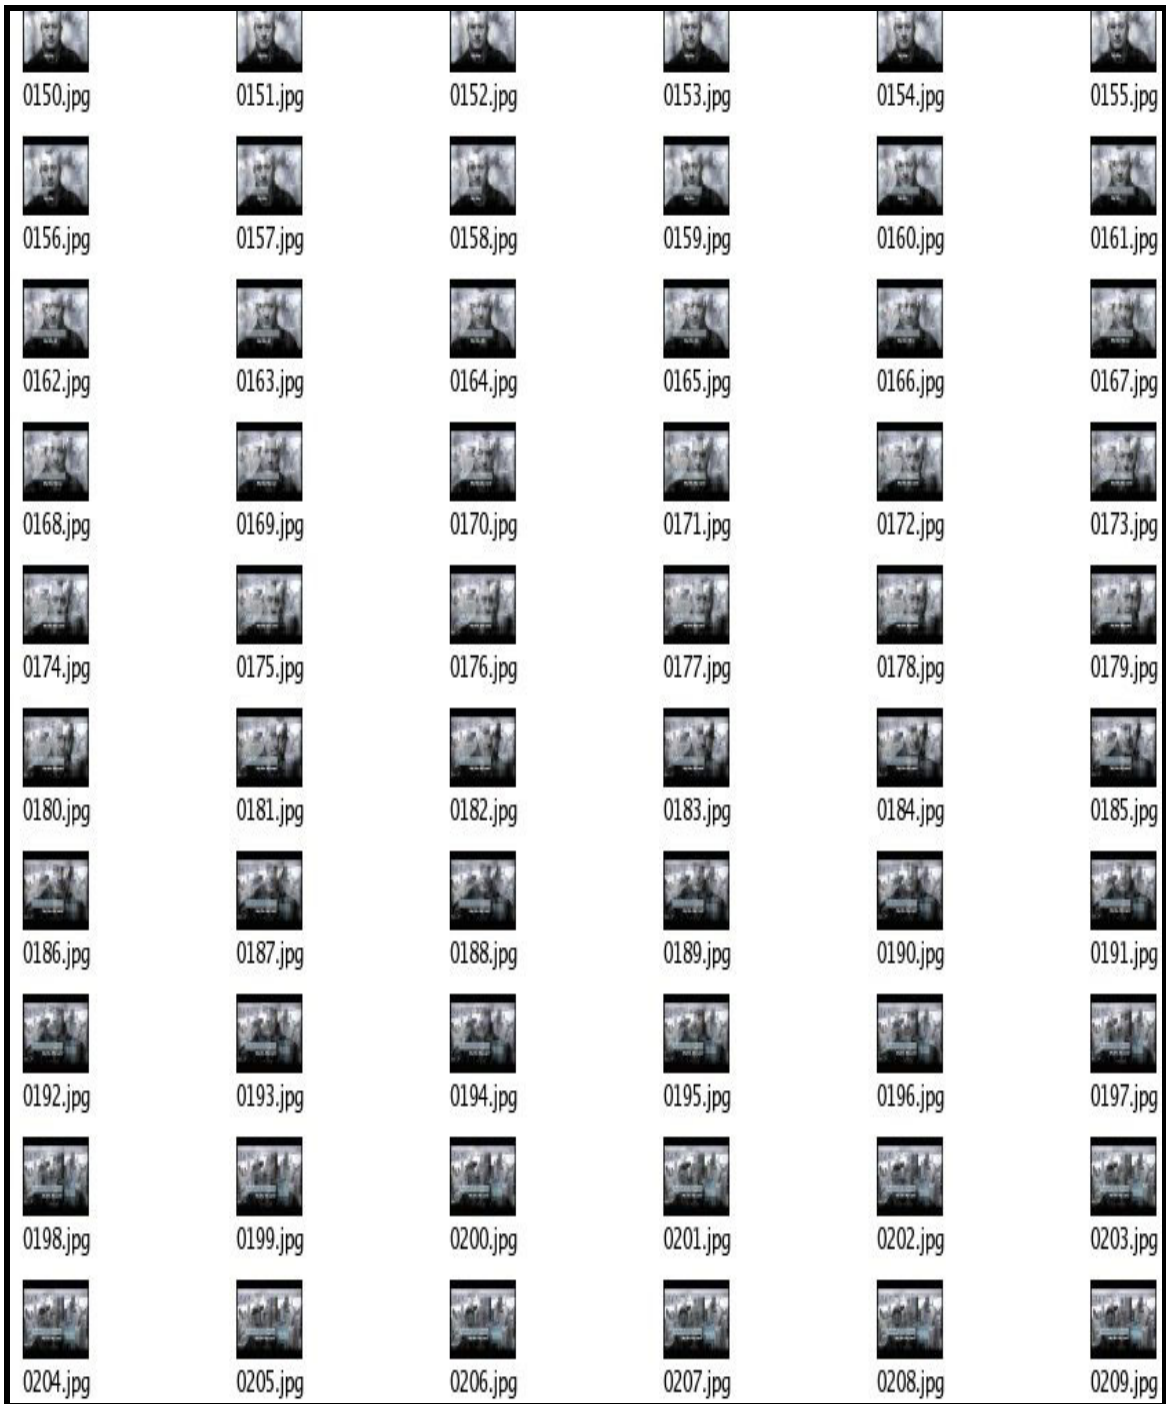 0150.jpg 0151.jpg 0152.jpg 0153.jpg 0154.jpg 0155.jpg
0156.jpg 0157.jpg 0158.jpg 0159.jpg 0160.jpg 0161.jpg
0162.jpg 0163.jpg 0164.jpg 0165.jpg 0166.jpg 0167.jpg
0168.jpg 0169.jpg 0170.jpg 0171.jpg 0172.jpg 0173.jpg
0174.jpg 0175.jpg 0176.jpg 0177.jpg 0178.jpg 0179.jpg
0180.jpg 0181.jpg 0182.jpg 0183.jpg 0184.jpg 0185.jpg
0186.jpg 0187.jpg 0188.jpg 0189.jpg 0190.jpg 0191.jpg
0192.jpg 0193.jpg 0194.jpg 0195.jpg 0196.jpg 0197.jpg
0198.jpg 0199.jpg 0200.jpg 0201.jpg 0202.jpg 0203.jpg
0204.jpg 0205.jpg 0206.jpg 0207.jpg 0208.jpg 0209.jpg